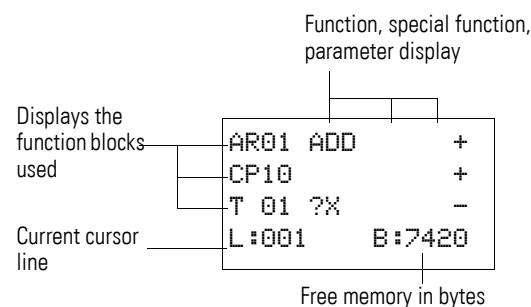 Function, special function,
parameter display
Displays the
function blocks
used
AR01 ADD +
CP10 +
T 01 ?X -
Current cursor
line
L:001 B:7420
Free memory in bytes